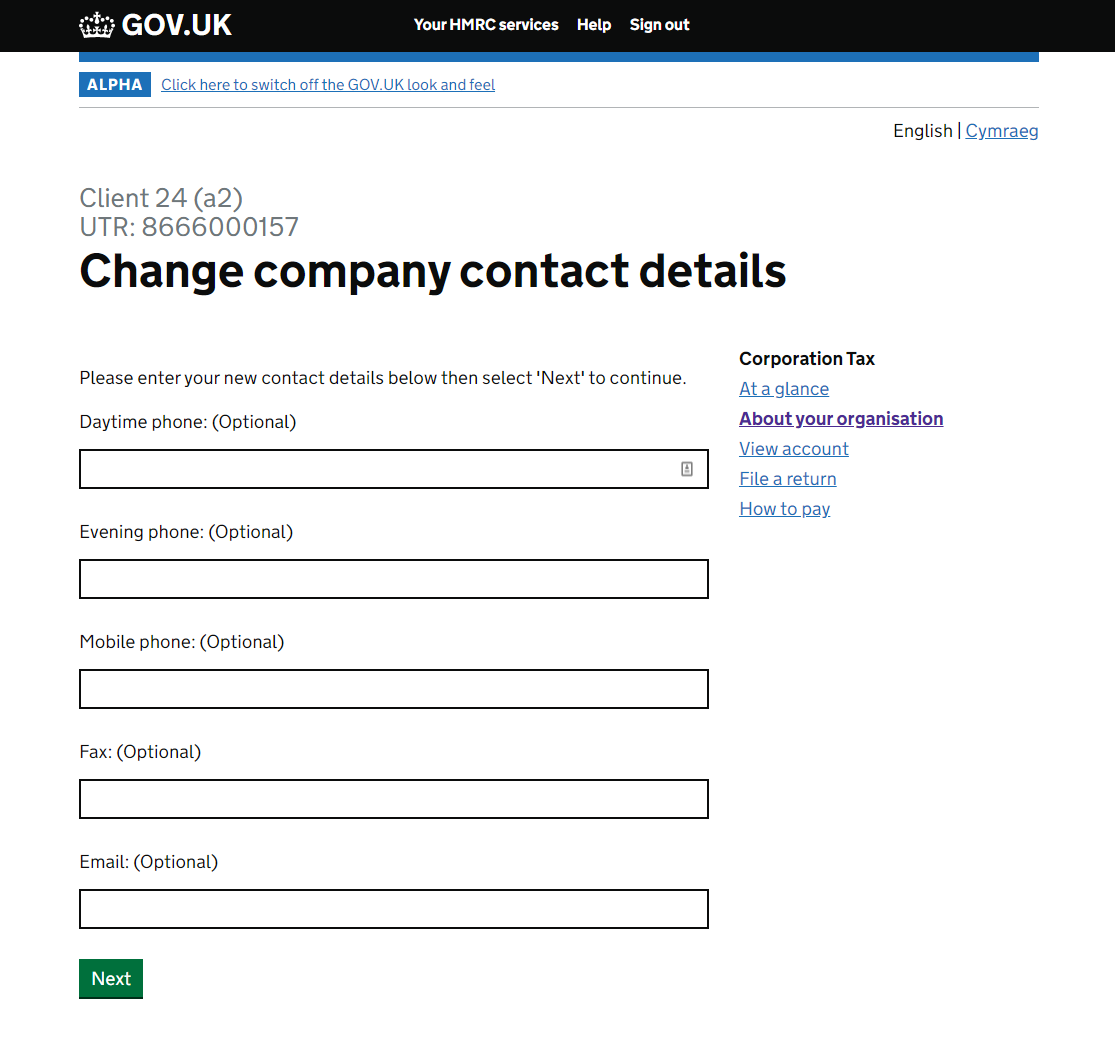 GOV.UK Your HMRC services Help Sign out
ALPHA Click here to switch off the GOV.UK look and feel
English | Cymraeg
Client 24 (a2)
UTR: 8666000157
Change company contact details
Please enter your new contact details below then select 'Next' to continue.
Daytime phone: (Optional)
Evening phone: (Optional)
Mobile phone: (Optional)
Fax: (Optional)
Email: (Optional)
Next
Corporation Tax
At a glance
About your organisation
View account
File a return
How to pay